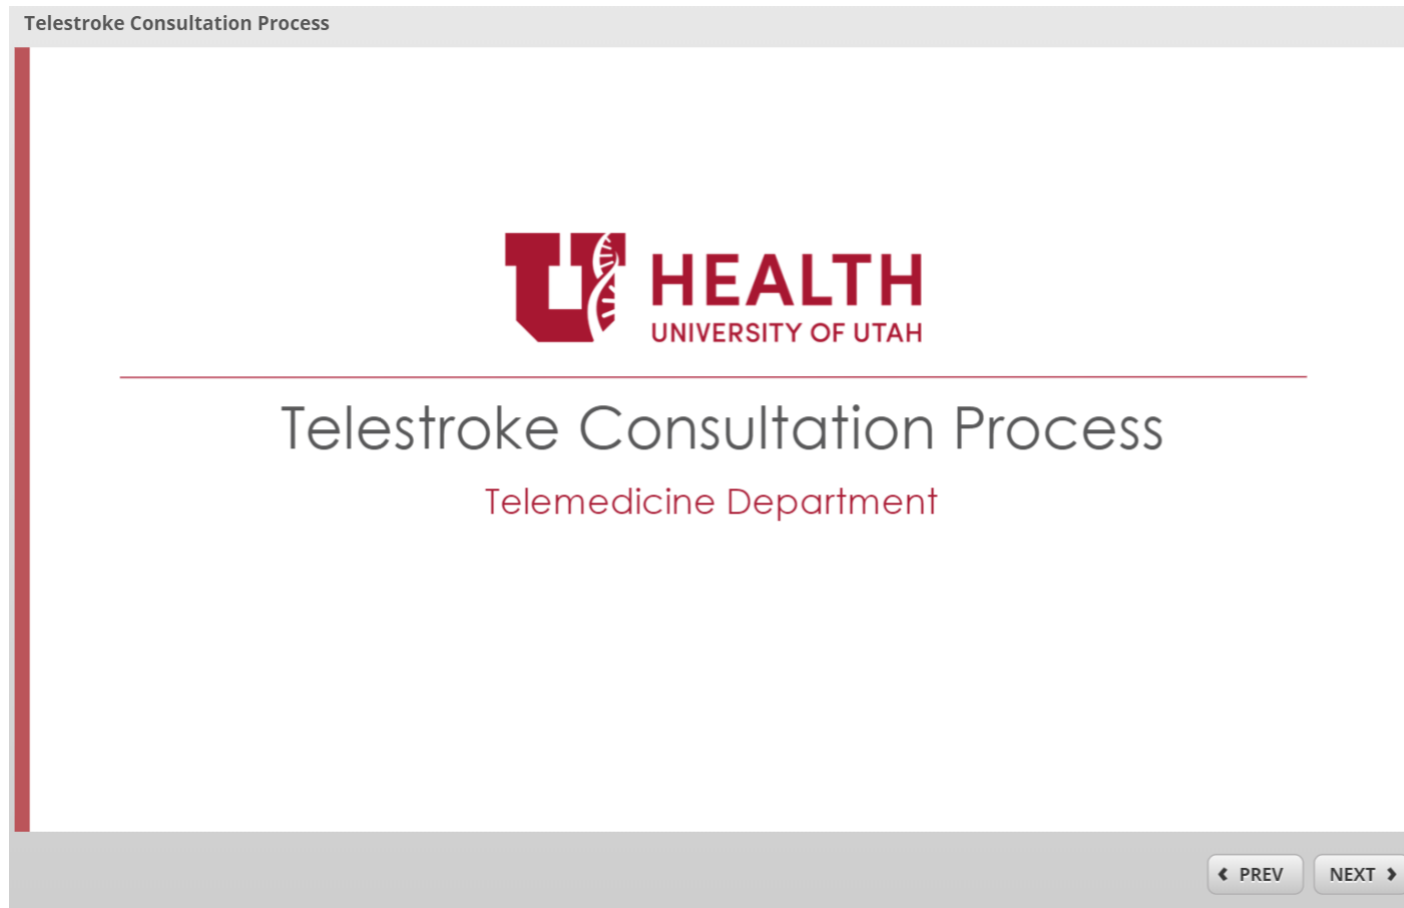 Telestroke Consultation Process
U HEALTH
UNIVERSITY OF UTAH
Telestroke Consultation Process
Telemedicine Department
PREV NEXT